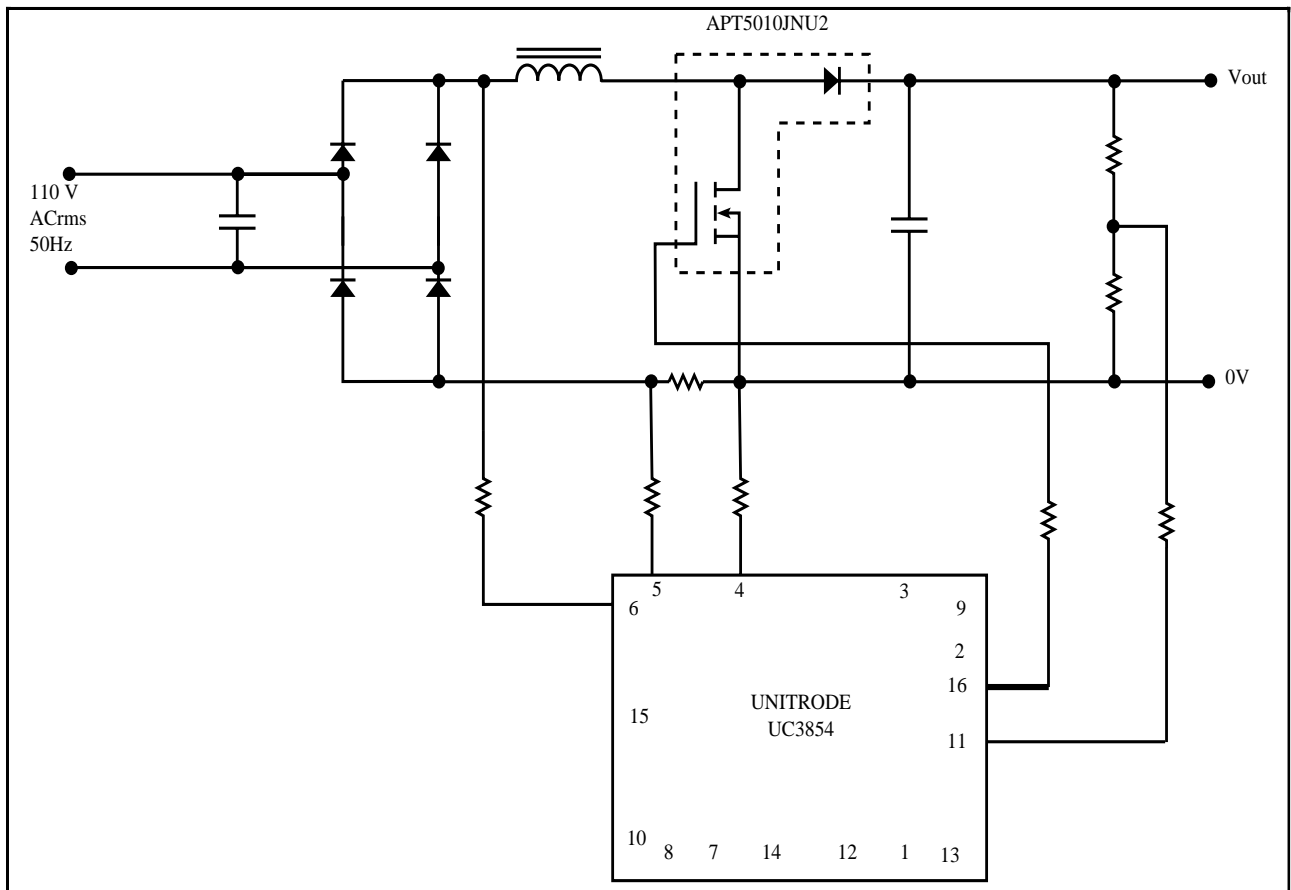 APT5010JNU2
Vout
110 V
ACrms
50Hz
0V
5 4 3
6 9
2
16
UNITRODE
15
UC3854
11
10
8 7 14 12 1 13